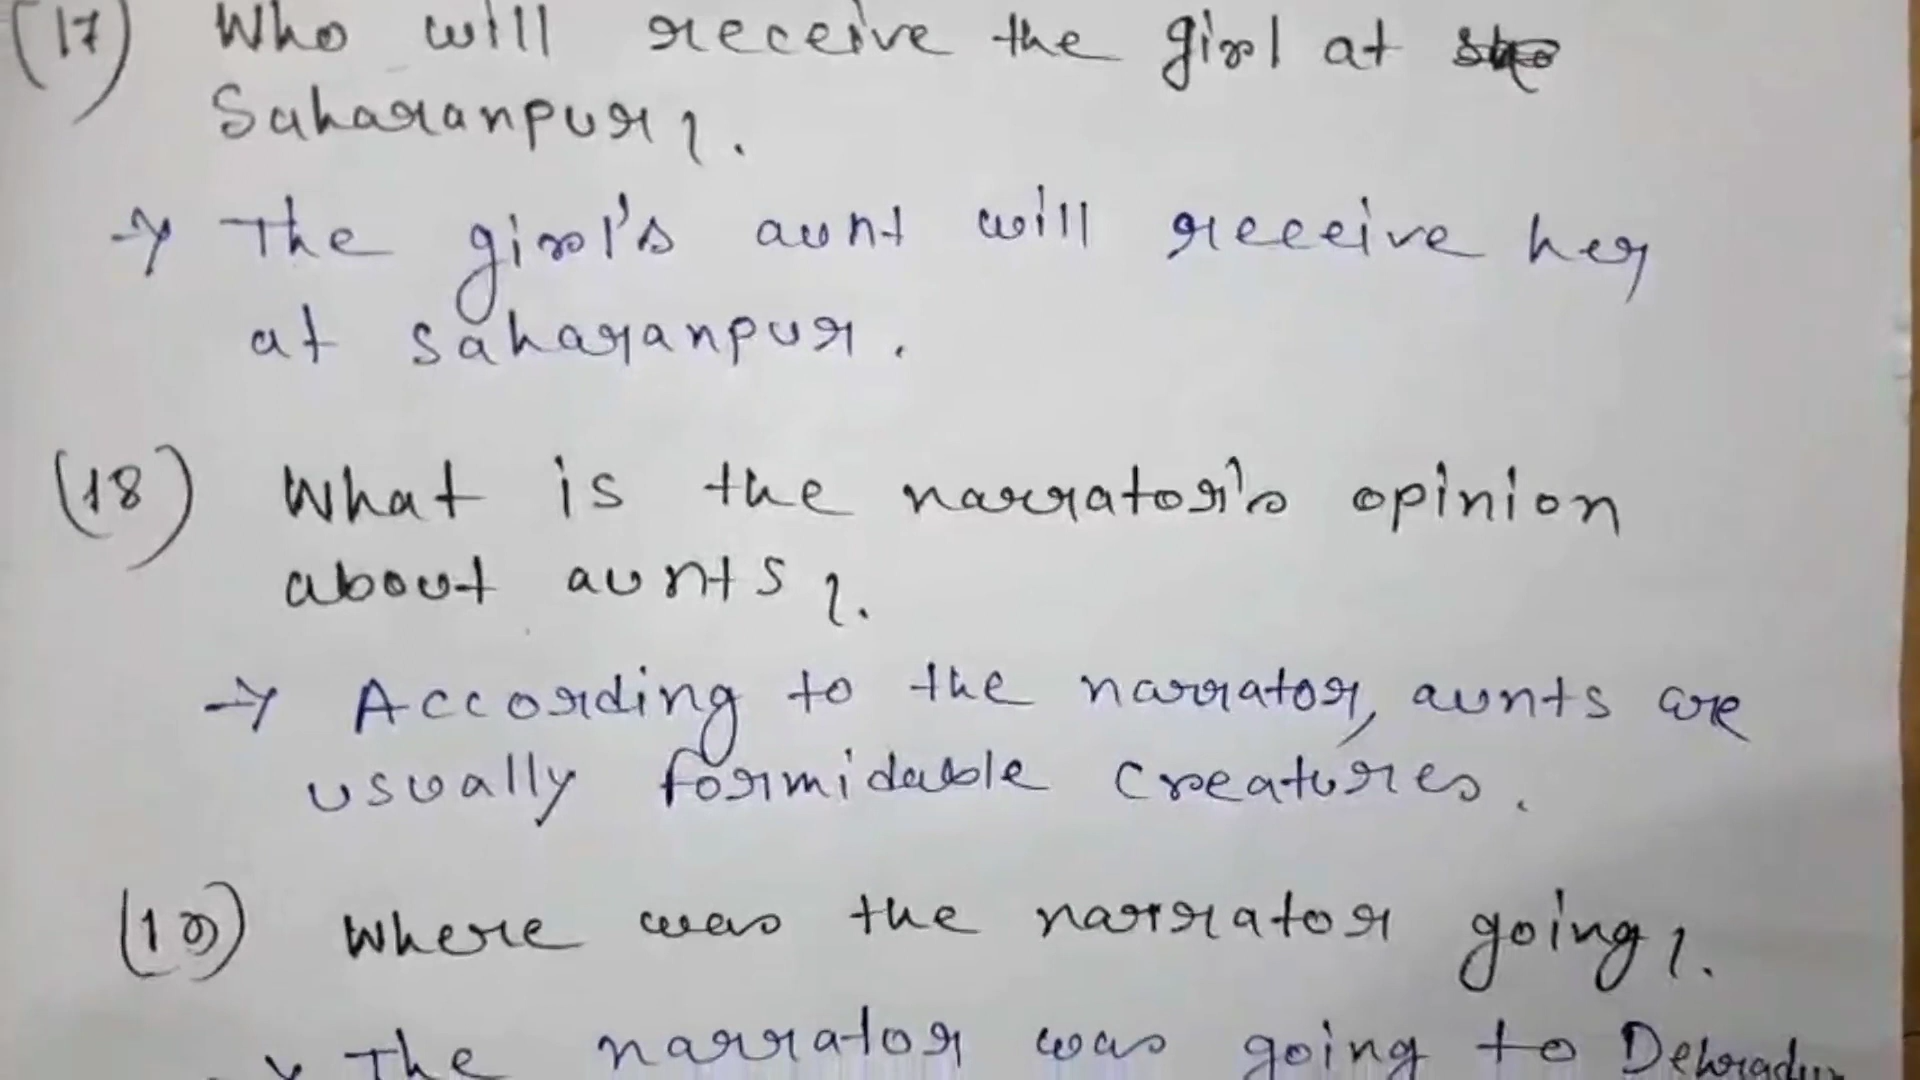 (17) Who will receive the girl at
Saharanpur?
→ The girl's aunt will receive her
at Saharanpur.
(18) What is the narrator's opinion
about aunts?
→ According to the narrator, aunts are
usually formidable creatures.
(19) Where was the narrator going?
→ The narrator was going to Dehradun